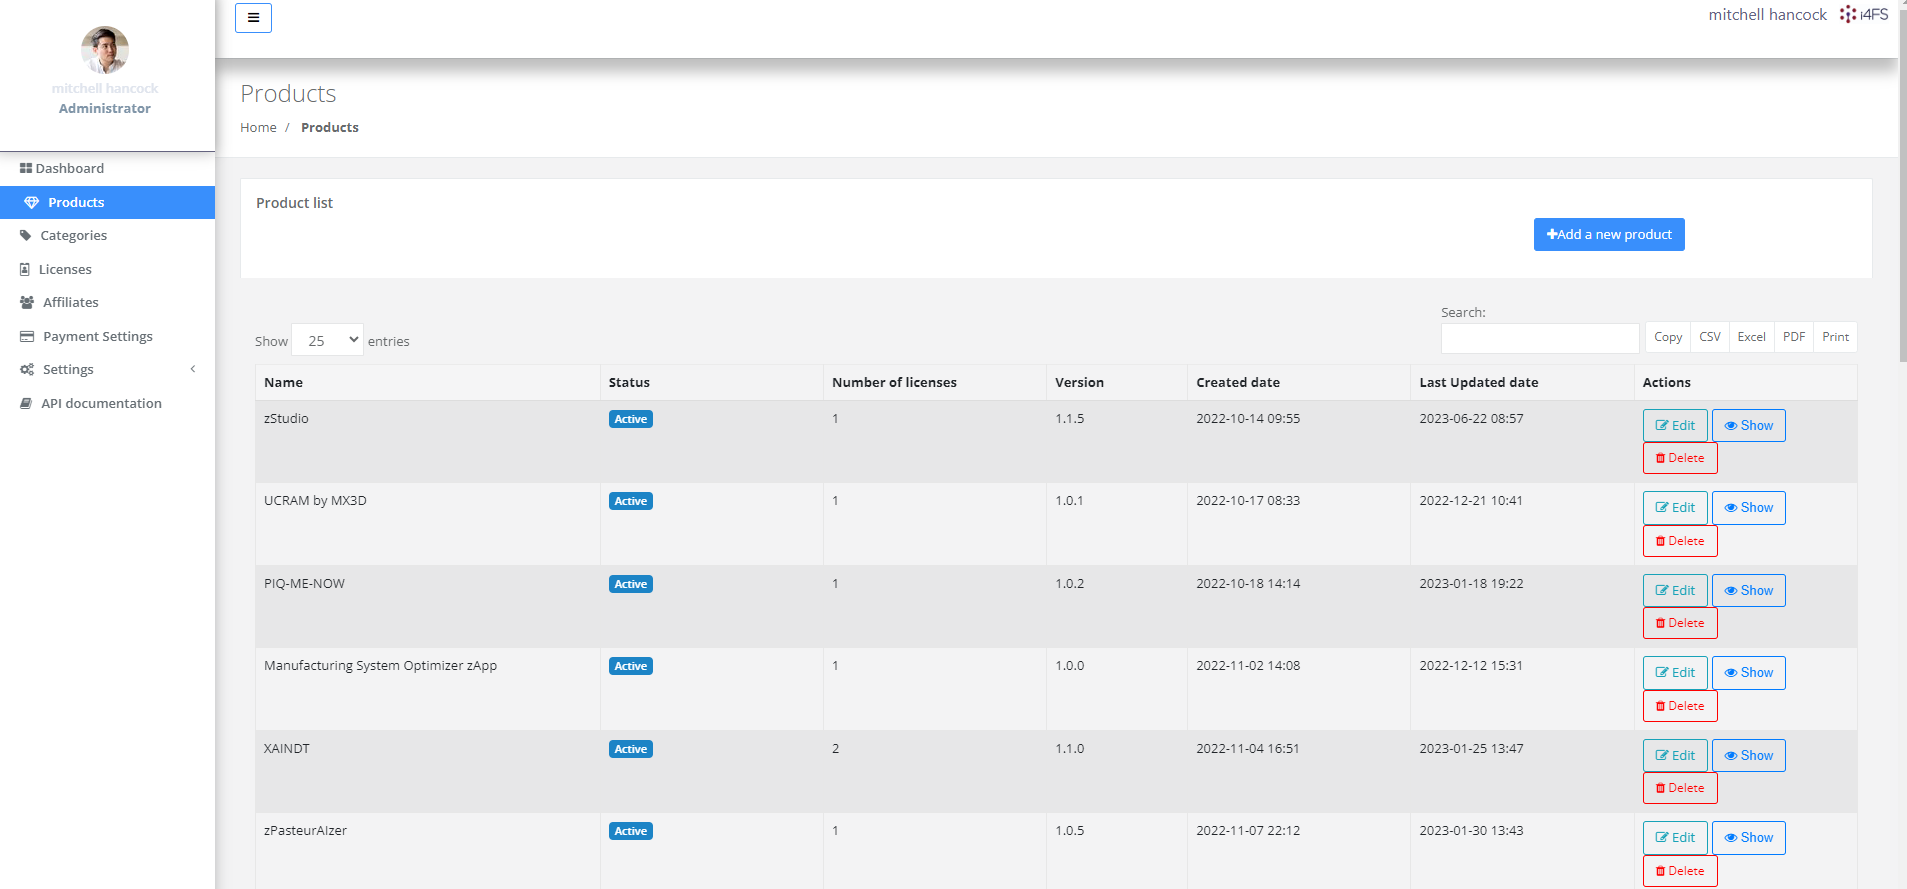 mitchell hancock i4FS
mitchell hancock
Administrator
Dashboard
Products
Categories
Licenses
Affiliates
Payment Settings
Settings
API documentation
Products
Home / Products
Product list
Add a new product
Show 25 entries
Search:
Copy CSV Excel PDF Print
Name Status Number of licenses Version Created date Last Updated date Actions
zStudio Active 1 1.1.5 2022-10-14 09:55 2023-06-22 08:57 Edit Show
Delete
UCRAM by MX3D Active 1 1.0.1 2022-10-17 08:33 2022-12-21 10:41 Edit Show
Delete
PIQ-ME-NOW Active 1 1.0.2 2022-10-18 14:14 2023-01-18 19:22 Edit Show
Delete
Manufacturing System Optimizer zApp Active 1 1.0.0 2022-11-02 14:08 2022-12-12 15:31 Edit Show
Delete
XAINDT Active 2 1.1.0 2022-11-04 16:51 2023-01-25 13:47 Edit Show
Delete
zPasteurAIzer Active 1 1.0.5 2022-11-07 22:12 2023-01-30 13:43 Edit Show
Delete